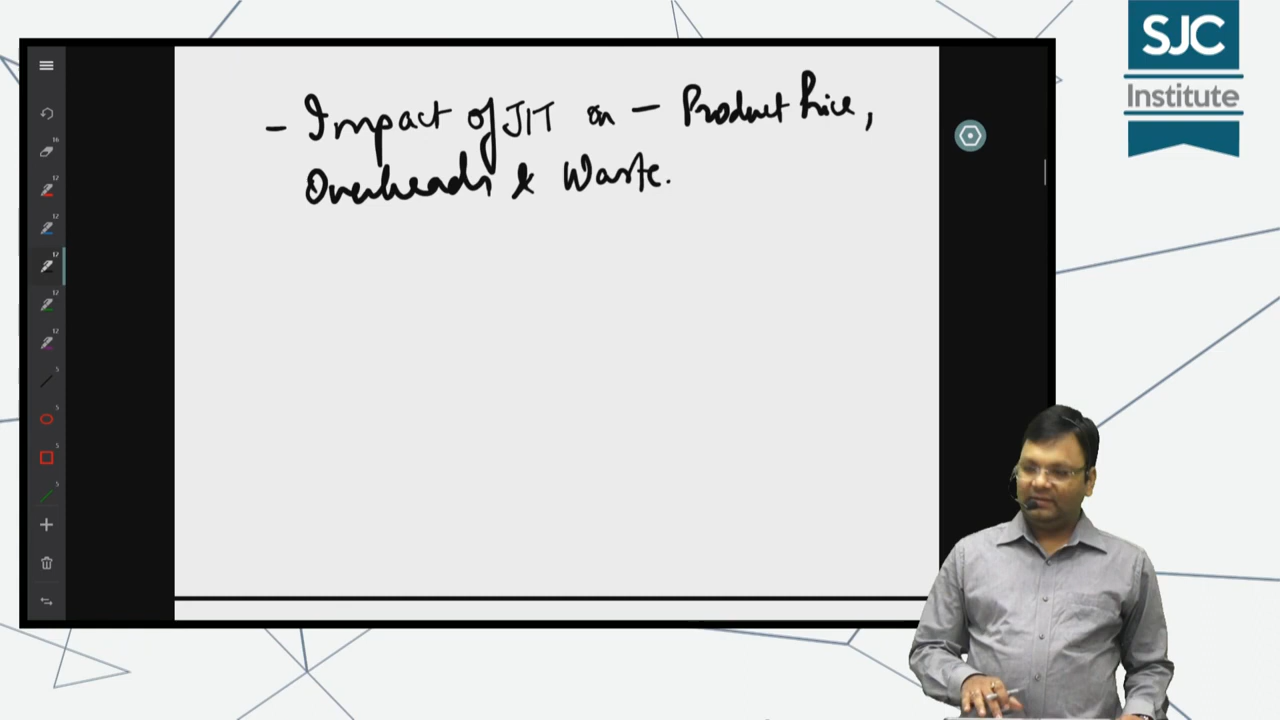 SJC
Institute
- Impact of JIT on - Product Price,
Overheads & Waste.